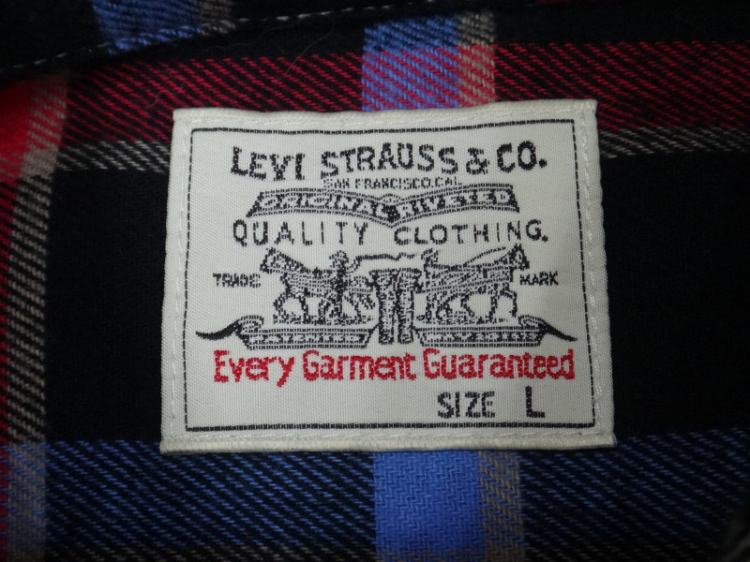 LEVI STRAUSS & CO.
SAN FRANCISCO, CAL.
ORIGINAL RIVETED
QUALITY CLOTHING.
TRADE MARK
Every Garment Guaranteed
SIZE L